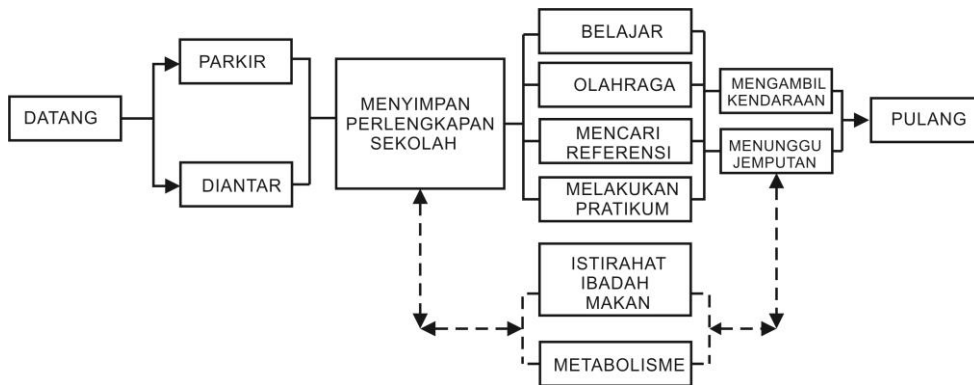 DATANG
PARKIR
DIANTAR
MENYIMPAN
PERLENGKAPAN
SEKOLAH
BELAJAR
OLAHRAGA
MENCARI
REFERENSI
MELAKUKAN
PRATIKUM
ISTIRAHAT
IBADAH
MAKAN
METABOLISME
MENGAMBIL
KENDARAAN
MENUNGGU
JEMPUTAN
PULANG